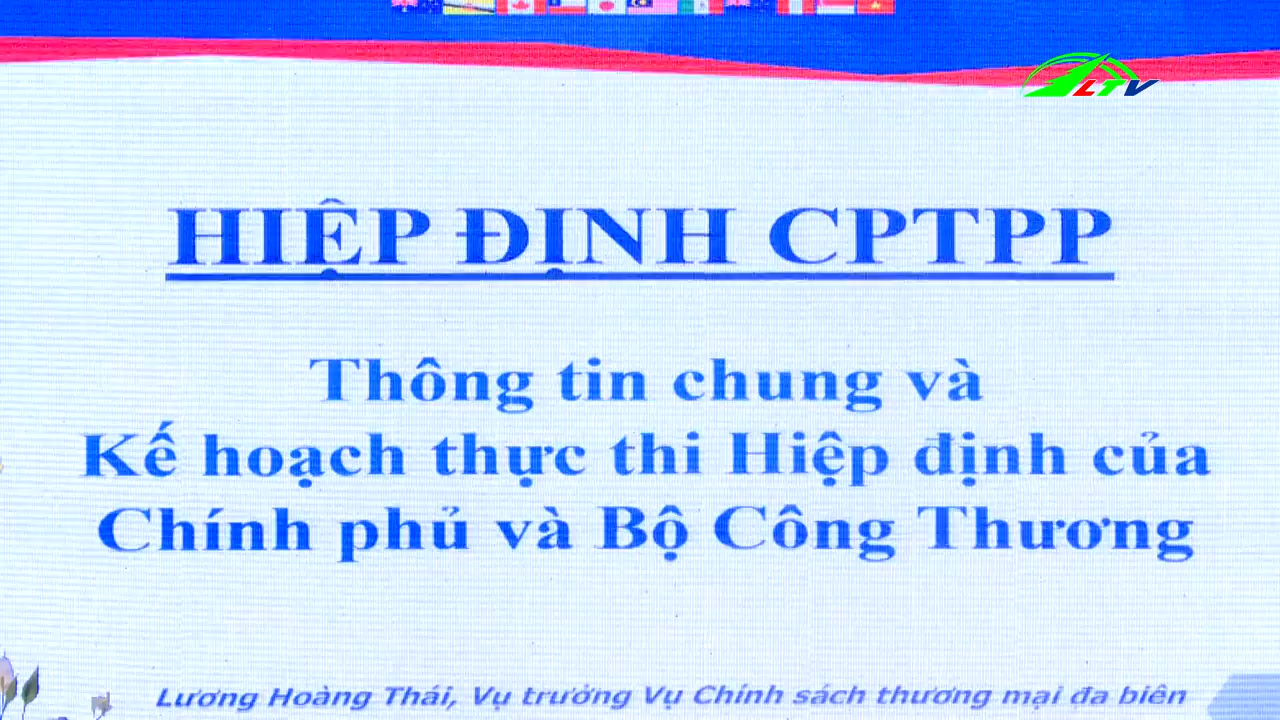 LTV
HIỆP ĐỊNH CPTPP
Thông tin chung và
Kế hoạch thực thi Hiệp định của
Chính phủ và Bộ Công Thương
Lương Hoàng Thái, Vụ trưởng Vụ Chính sách thương mại đa biên